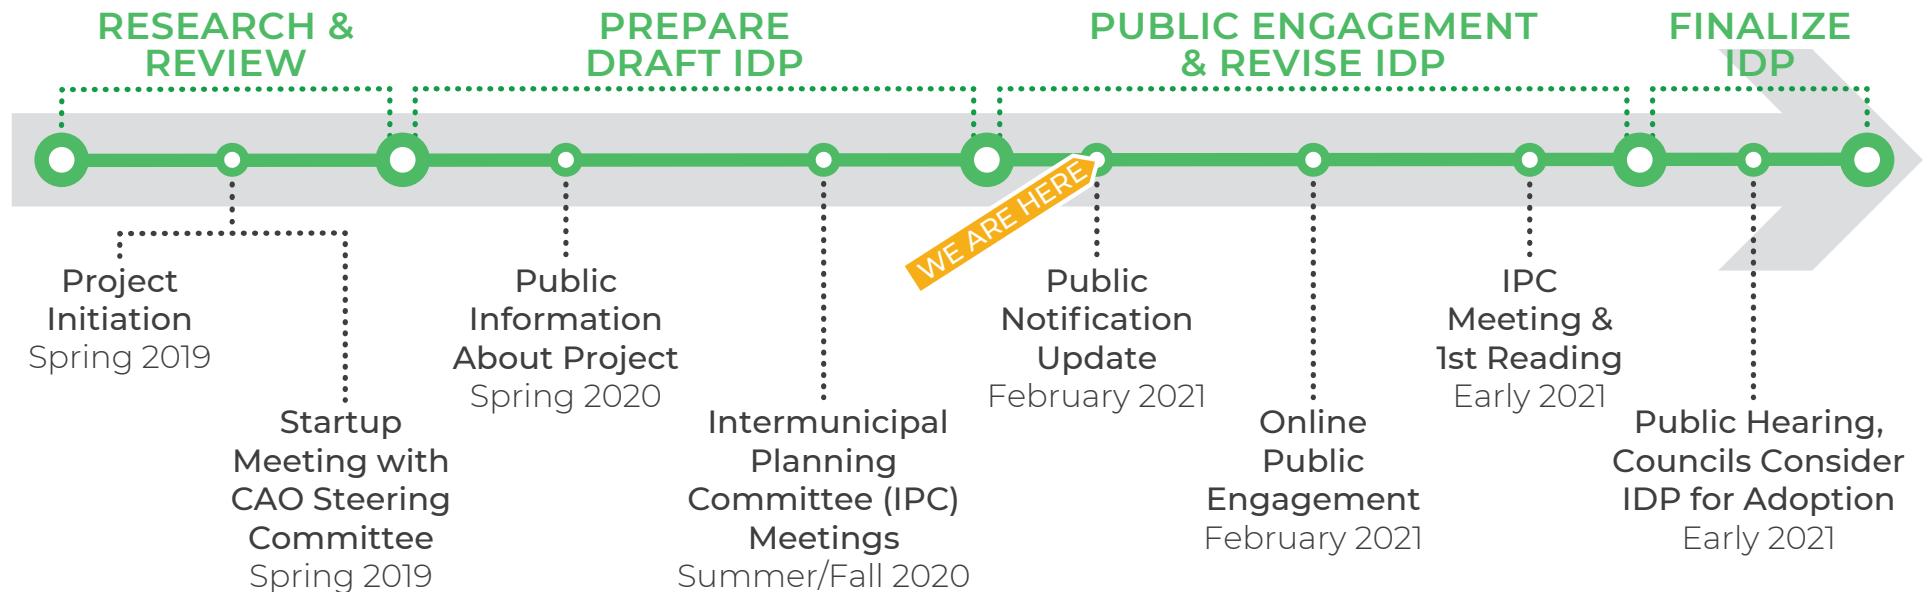 RESEARCH &
REVIEW
PREPARE
DRAFT IDP
PUBLIC ENGAGEMENT
& REVISE IDP
FINALIZE
IDP
WE ARE HERE
Project
Initiation
Spring 2019
Startup
Meeting with
CAO Steering
Committee
Spring 2019
Public
Information
About Project
Spring 2020
Intermunicipal
Planning
Committee (IPC)
Meetings
Summer/Fall 2020
Public
Notification
Update
February 2021
Online
Public
Engagement
February 2021
IPC
Meeting &
1st Reading
Early 2021
Public Hearing,
Councils Consider
IDP for Adoption
Early 2021